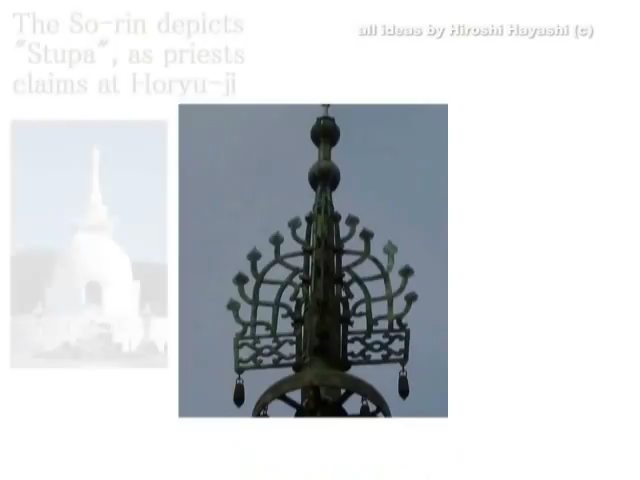 The So-rin depicts
"Stupa", as priests
claims at Horyu-ji
all ideas by Hiroshi Hayashi (c)